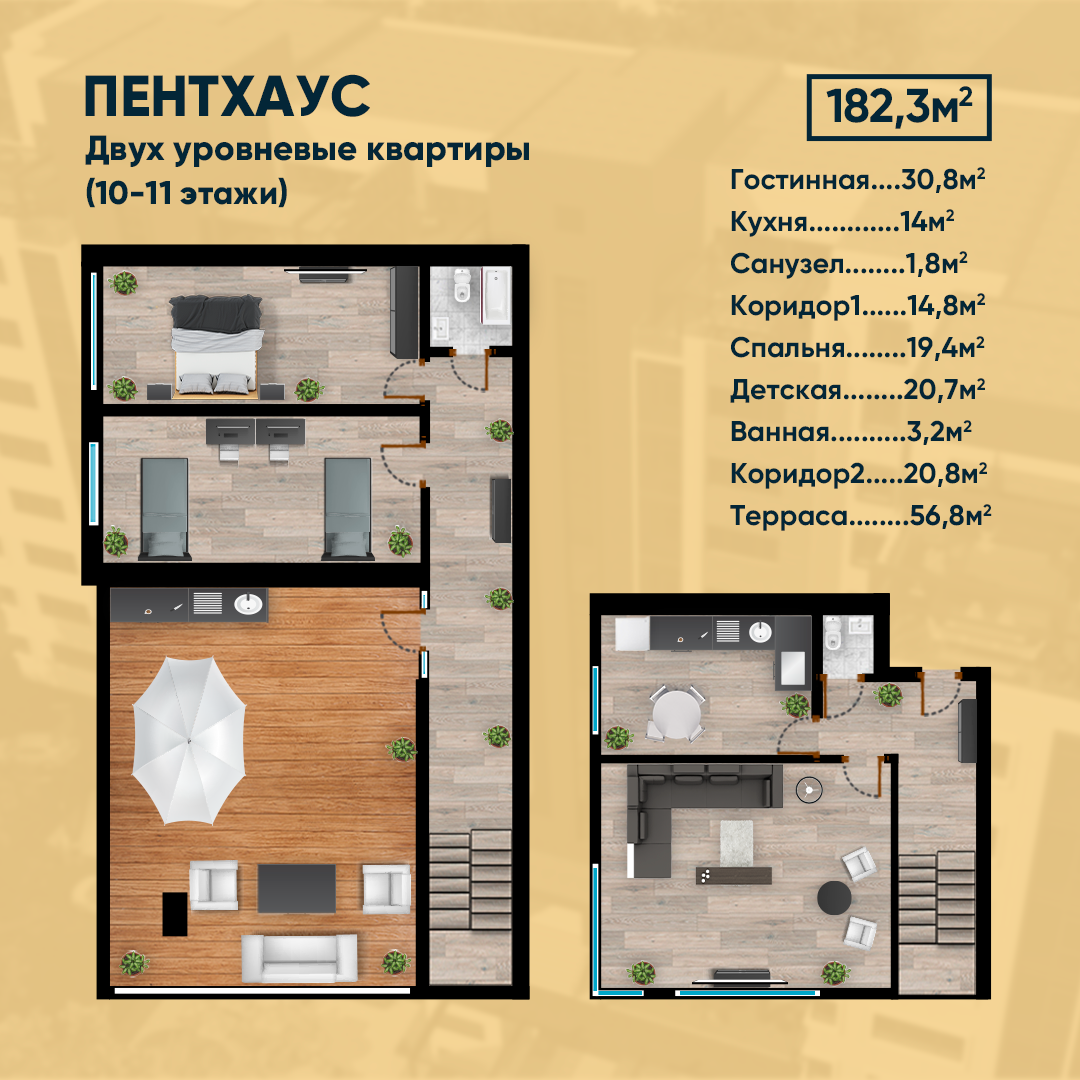 ПЕНТХАУС
Двух уровневые квартиры
(10-11 этажи)
182,3м²
Гостинная....30,8м²
Кухня............14м²
Санузел........1,8м²
Коридор1......14,8м²
Спальня........19,4м²
Детская........20,7м²
Ванная..........3,2м²
Коридор2.....20,8м²
Терраса........56,8м²